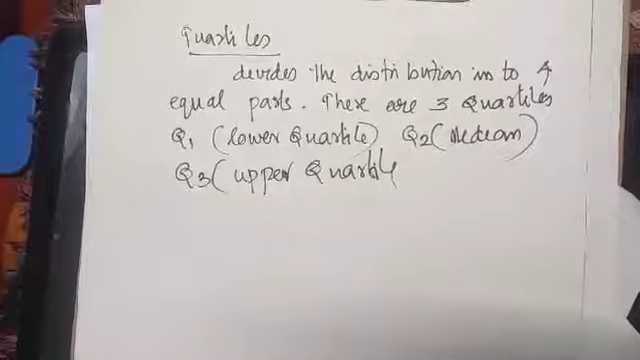 Quartiles
devides the distribution in to 4
equal parts. There are 3 Quartiles
Q1 (lower Quartile) Q2 (Median)
Q3 (upper Quartile